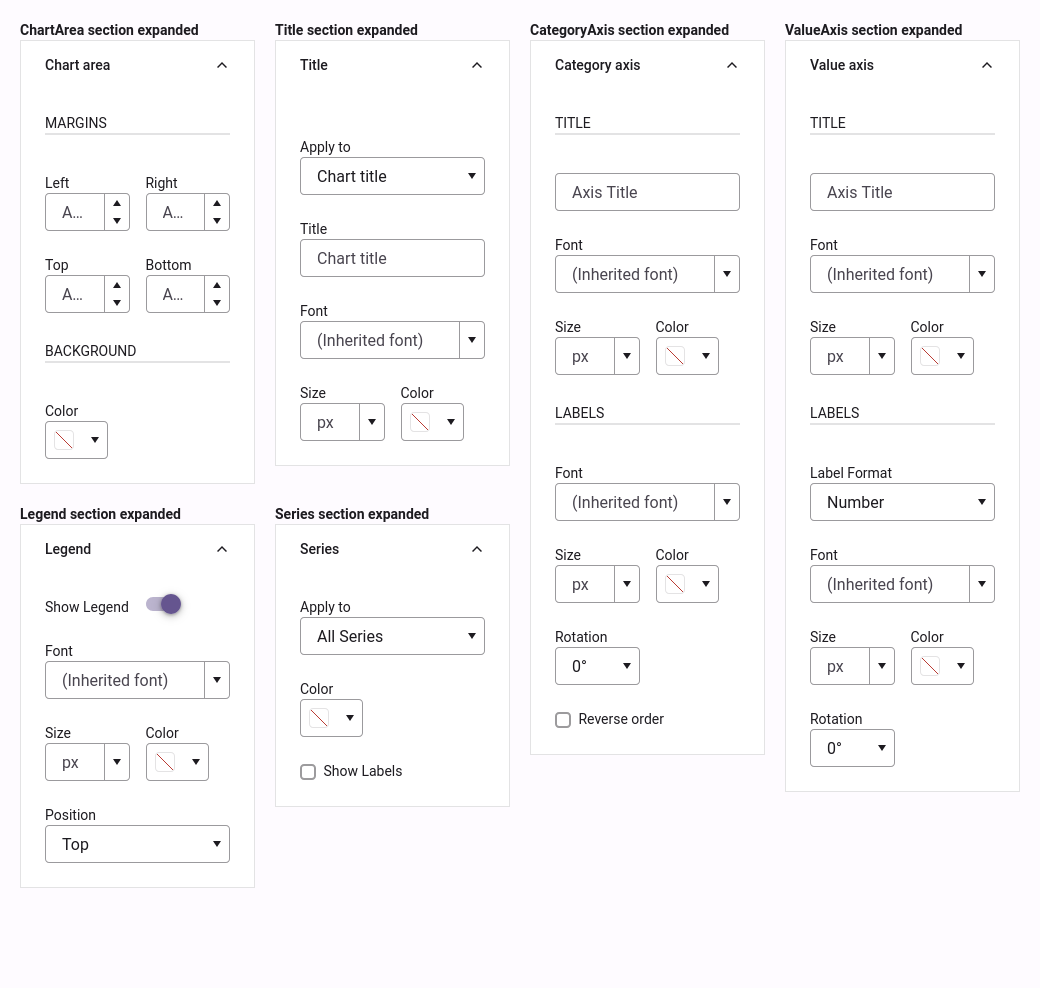 ChartArea section expanded
Chart area
MARGINS
Left Right
A... A...
Top Bottom
A... A...
BACKGROUND
Color
Title section expanded
Title
Apply to
Chart title
Title
Chart title
Font
(Inherited font)
Size Color
px
CategoryAxis section expanded
Category axis
TITLE
Axis Title
Font
(Inherited font)
Size Color
px
LABELS
Font
(Inherited font)
Size Color
px
Rotation
0°
Reverse order
ValueAxis section expanded
Value axis
TITLE
Axis Title
Font
(Inherited font)
Size Color
px
LABELS
Label Format
Number
Font
(Inherited font)
Size Color
px
Rotation
0°
Legend section expanded
Legend
Show Legend
Font
(Inherited font)
Size Color
px
Position
Top
Series section expanded
Series
Apply to
All Series
Color
Show Labels